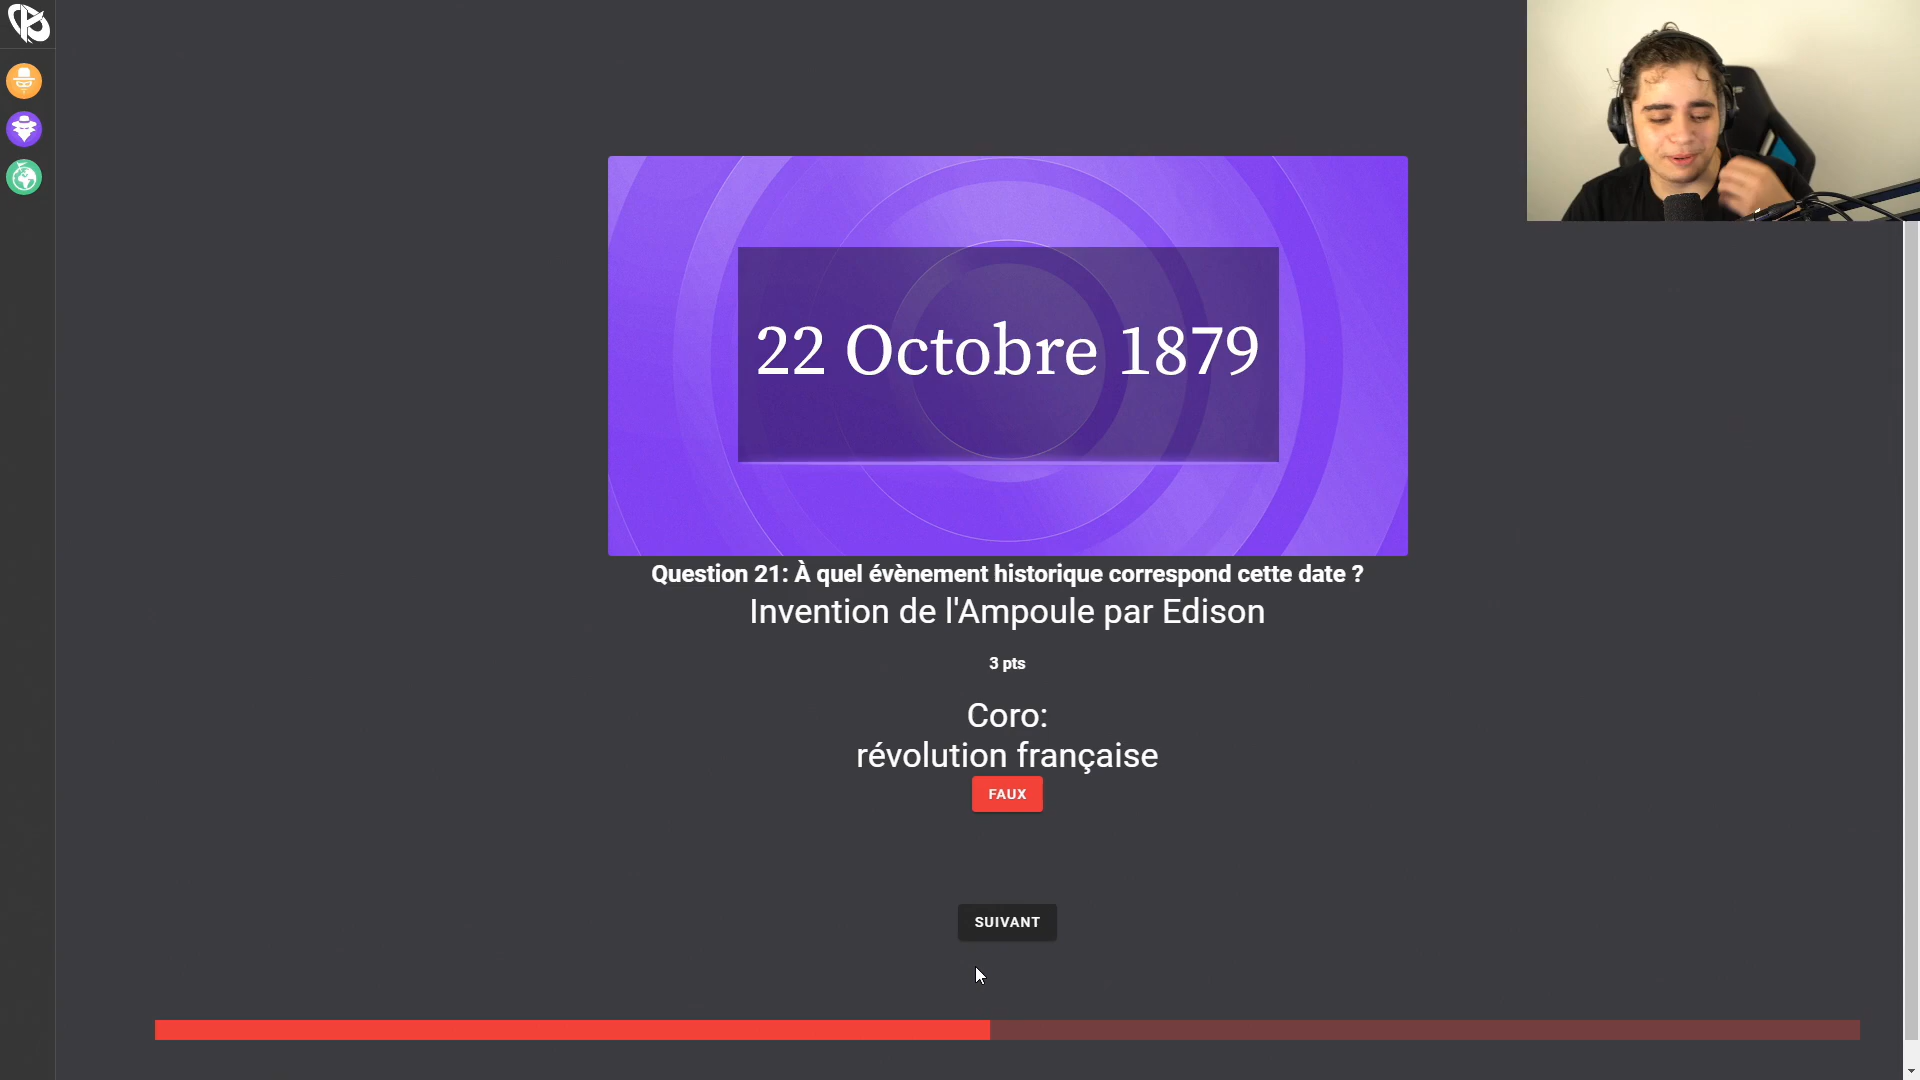 22 Octobre 1879
Question 21: À quel évènement historique correspond cette date ?
Invention de l'Ampoule par Edison
3 pts
Coro:
révolution française
FAUX
SUIVANT